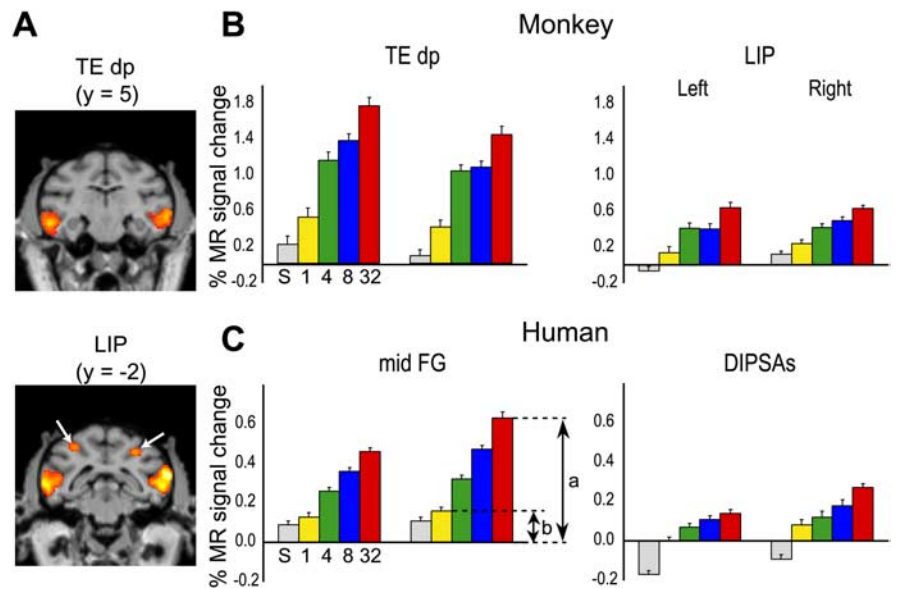 A
TE dp
(y = 5)
LIP
(y = -2)
B
Monkey
TE dp
LIP
Left
Right
% MR signal change
1.8
1.4
1.0
0.6
0.2
-0.2
S 1 4 8 32
1.8
1.4
1.0
0.6
0.2
-0.2
C
Human
mid FG
DIPSAs
% MR signal change
0.6
0.4
0.2
0.0
-0.2
S 1 4 8 32
a
b
0.6
0.4
0.2
0.0
-0.2